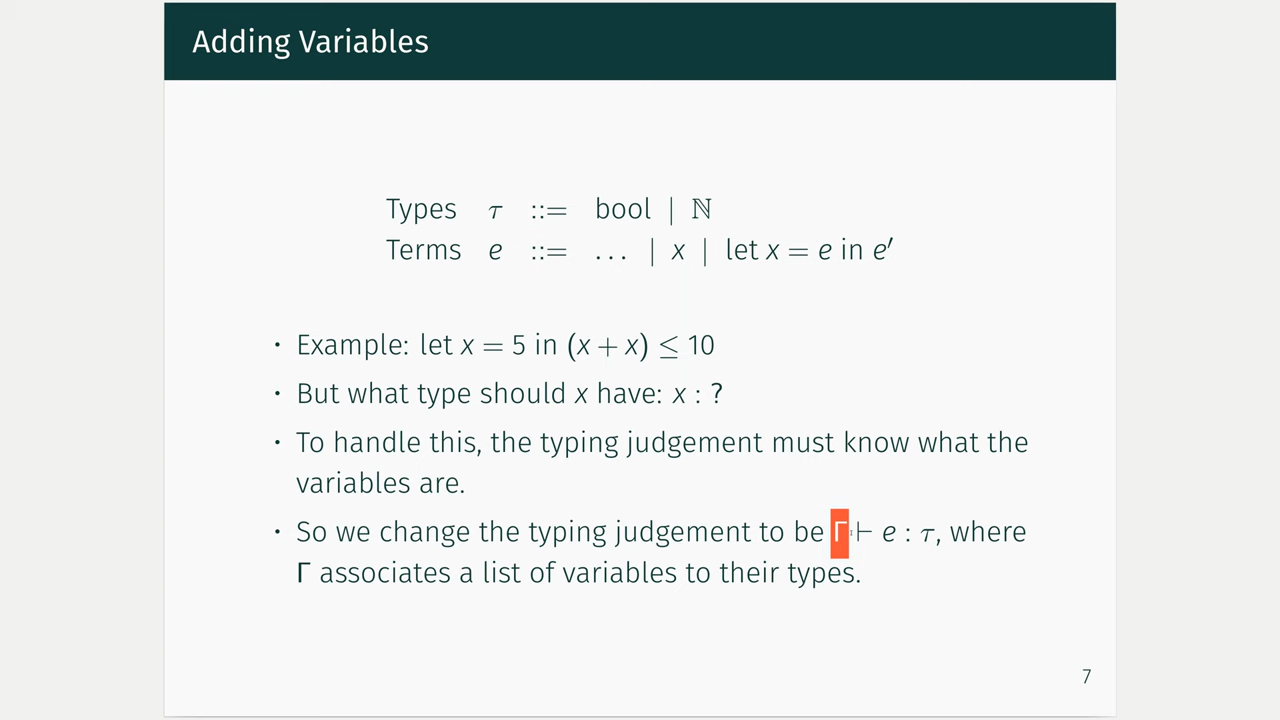 Adding Variables
Types τ ::= bool | ℕ
Terms e ::= ... | x | let x = e in e′
· Example: let x = 5 in (x + x) ≤ 10
· But what type should x have: x : ?
· To handle this, the typing judgement must know what the
variables are.
· So we change the typing judgement to be Γ ⊢ e : τ, where
Γ associates a list of variables to their types.
7